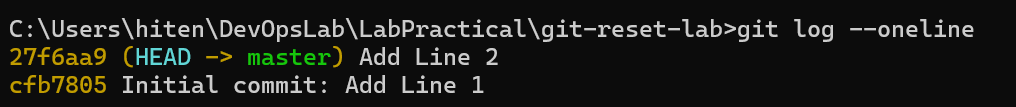 C:\Users\hiten\DevOpsLab\LabPractical\git-reset-lab>git log --oneline
27f6aa9 (HEAD -> master) Add Line 2
cfb7805 Initial commit: Add Line 1